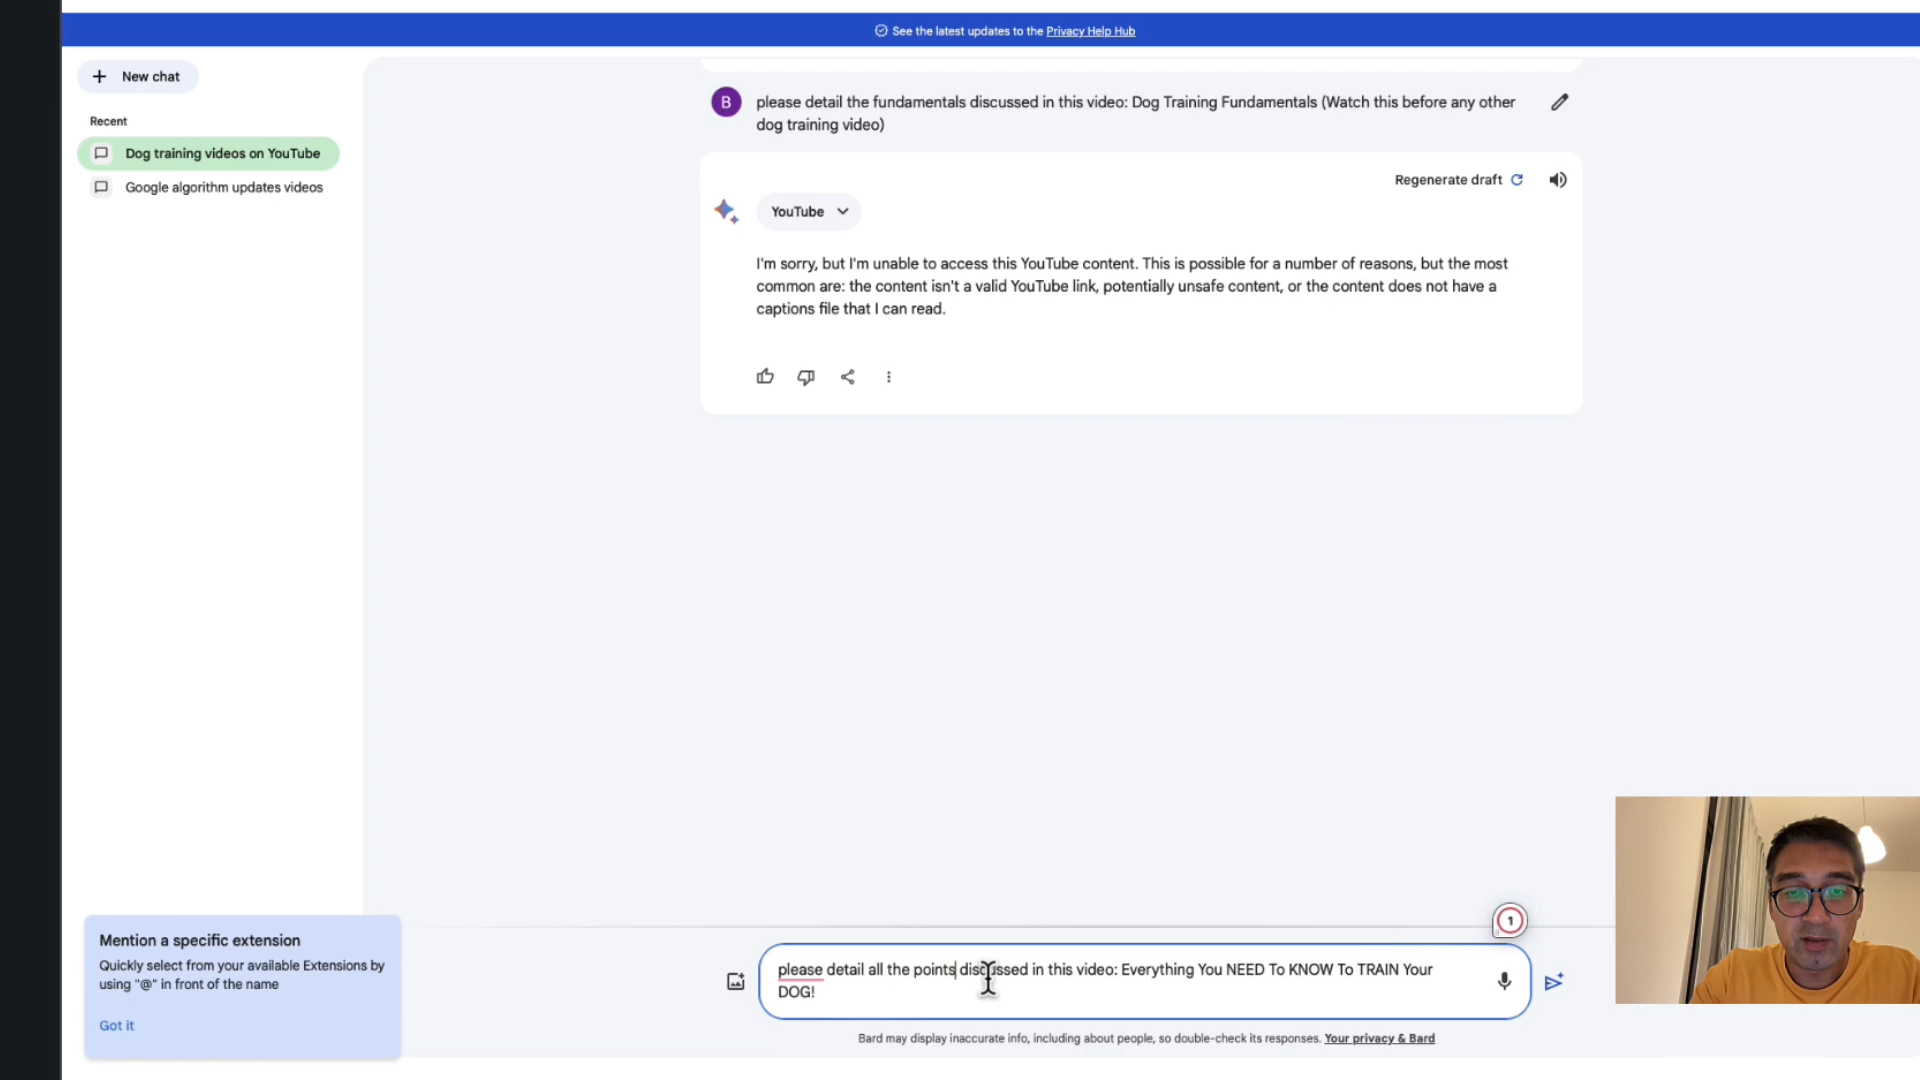 See the latest updates to the Privacy Help Hub
New chat
Recent
Dog training videos on YouTube
Google algorithm updates videos
B
please detail the fundamentals discussed in this video: Dog Training Fundamentals (Watch this before any other
dog training video)
Regenerate draft
YouTube
I'm sorry, but I'm unable to access this YouTube content. This is possible for a number of reasons, but the most
common are: the content isn't a valid YouTube link, potentially unsafe content, or the content does not have a
captions file that I can read.
Mention a specific extension
Quickly select from your available Extensions by
using "@" in front of the name
Got it
1
please detail all the points discussed in this video: Everything You NEED To KNOW To TRAIN Your
DOG!
Bard may display inaccurate info, including about people, so double-check its responses. Your privacy & Bard